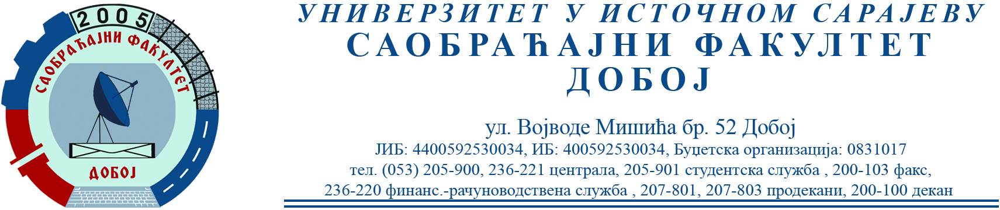 2005
САОБРАЋАЈНИ ФАКУЛТЕТ
ДОБОЈ
УНИВЕРЗИТЕТ У ИСТОЧНОМ САРАЈЕВУ
САОБРАЋАЈНИ ФАКУЛТЕТ
ДОБОЈ
ул. Војводе Мишића бр. 52 Добој
ЈИБ: 4400592530034, ИБ: 400592530034, Буџетска организација: 0831017
тел. (053) 205-900, 236-221 централа, 205-901 студентска служба , 200-103 факс,
236-220 финанс.-рачуноводствена служба , 207-801, 207-803 продекани, 200-100 декан